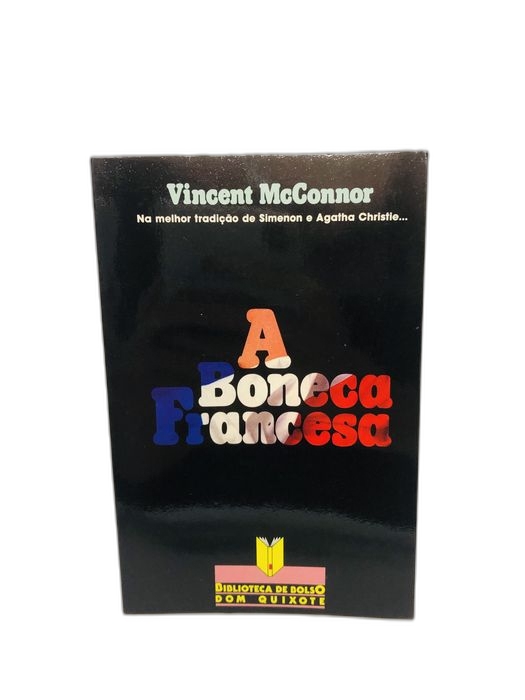 Vincent McConnor
Na melhor tradição de Simenon e Agatha Christie...
A
Boneca
Francesa
BIBLIOTECA DE BOLSO
DOM QUIXOTE